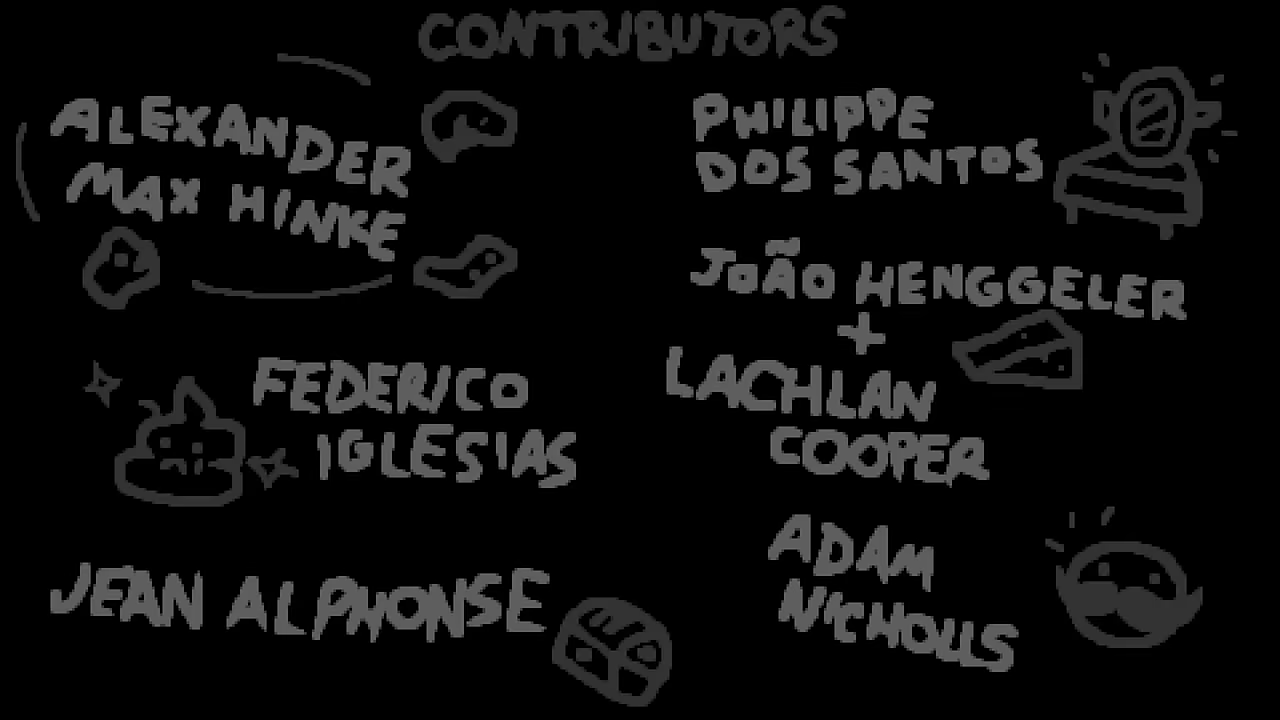 CONTRIBUTORS
ALEXANDER
MAX HINKE
FEDERICO
IGLESIAS
JEAN ALPHONSE
PHILIPPE
DOS SANTOS
JOÃO HENGGELER
+
LACHLAN
COOPER
ADAM
NICHOLLS